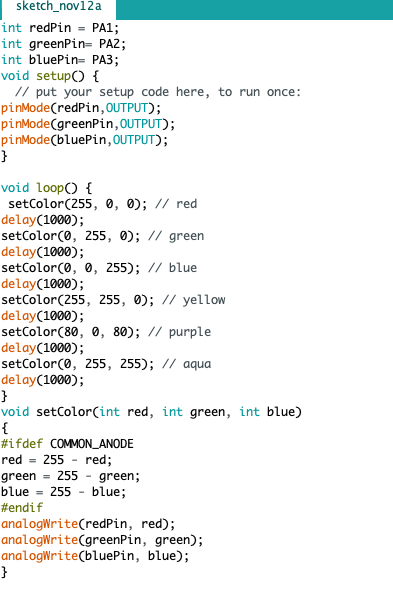 sketch_nov12a
int redPin = PA1;
int greenPin= PA2;
int bluePin= PA3;
void setup() {
  // put your setup code here, to run once:
pinMode(redPin,OUTPUT);
pinMode(greenPin,OUTPUT);
pinMode(bluePin,OUTPUT);
}

void loop() {
 setColor(255, 0, 0); // red
delay(1000);
setColor(0, 255, 0); // green
delay(1000);
setColor(0, 0, 255); // blue
delay(1000);
setColor(255, 255, 0); // yellow
delay(1000);
setColor(80, 0, 80); // purple
delay(1000);
setColor(0, 255, 255); // aqua
delay(1000);
}
void setColor(int red, int green, int blue)
{
#ifdef COMMON_ANODE
red = 255 - red;
green = 255 - green;
blue = 255 - blue;
#endif
analogWrite(redPin, red);
analogWrite(greenPin, green);
analogWrite(bluePin, blue);
}